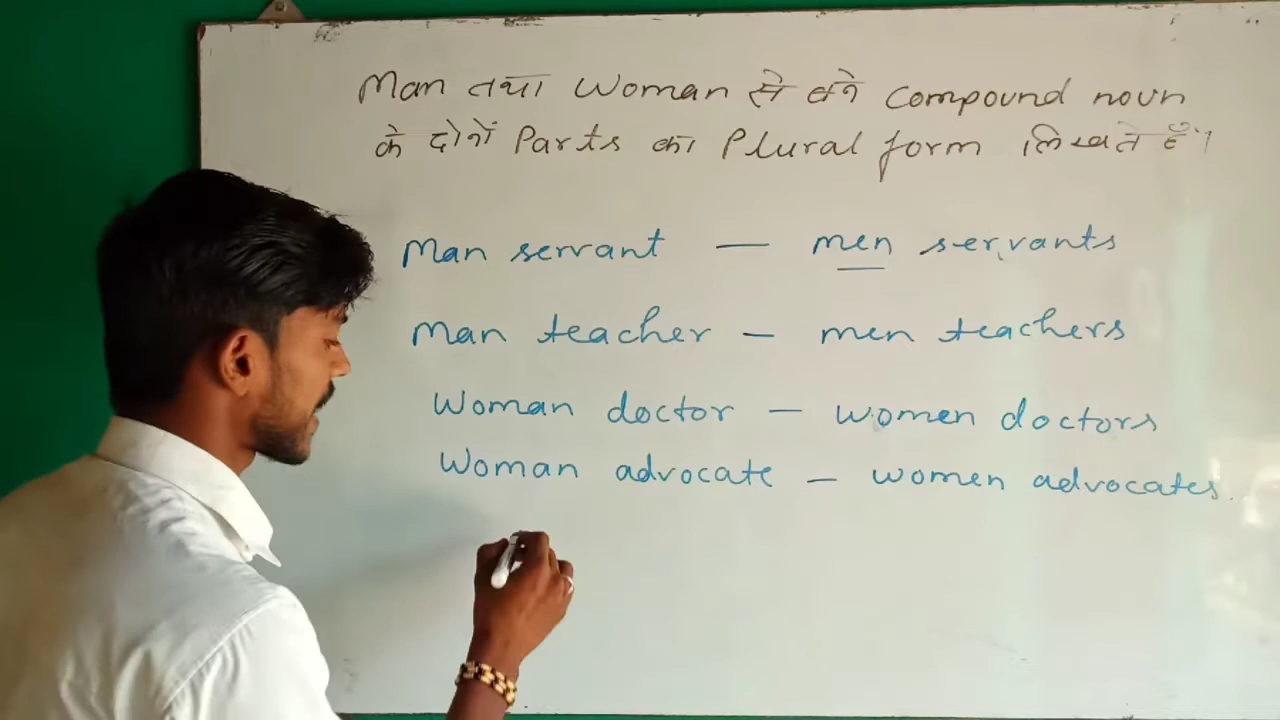 Man तथा Woman से बने compound noun
के दोनों Parts का Plural form लिखते हैं।
Man servant — men servants
Man teacher — men teachers
Woman doctor — women doctors
Woman advocate — women advocates.